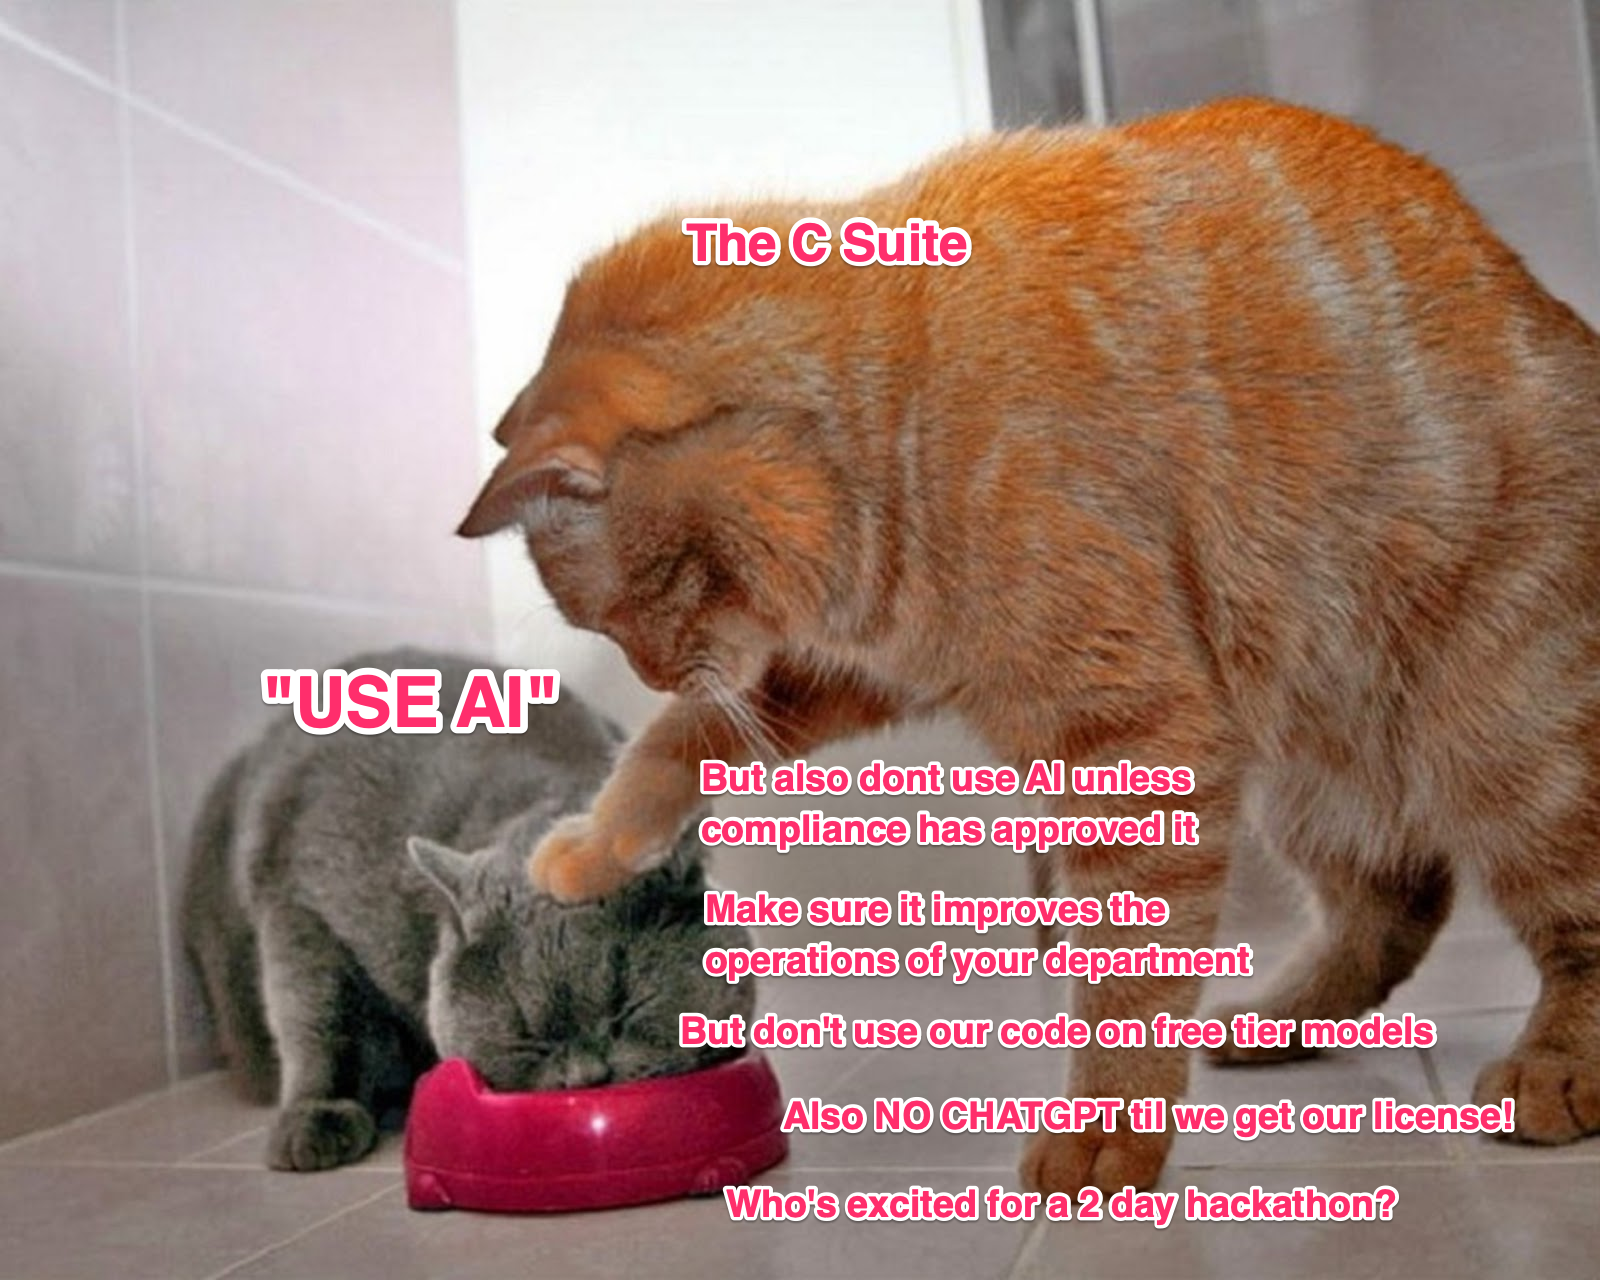 The C Suite
"USE AI"
But also dont use AI unless
compliance has approved it
Make sure it improves the
operations of your department
But don't use our code on free tier models
Also NO CHATGPT til we get our license!
Who's excited for a 2 day hackathon?